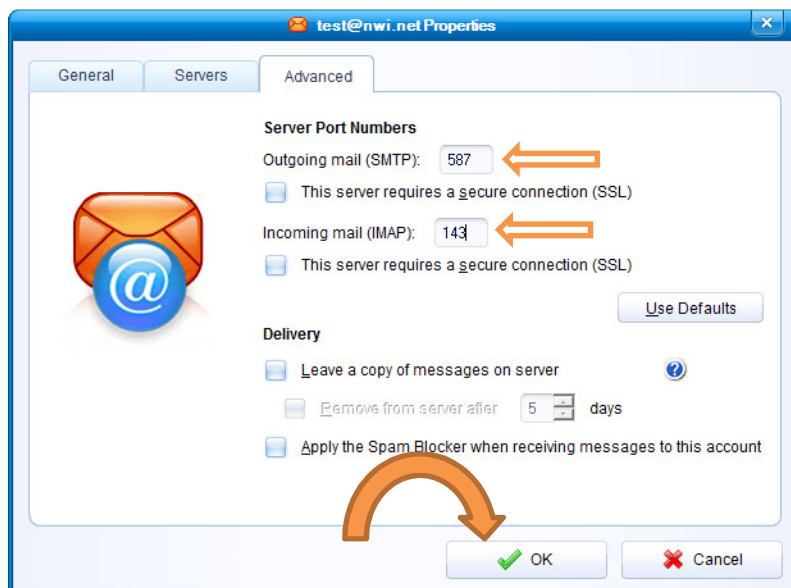 test@nwi.net Properties
General Servers Advanced
Server Port Numbers
Outgoing mail (SMTP): 587
This server requires a secure connection (SSL)
Incoming mail (IMAP): 143
This server requires a secure connection (SSL)
Use Defaults
Delivery
Leave a copy of messages on server
Remove from server after 5 days
Apply the Spam Blocker when receiving messages to this account
OK Cancel